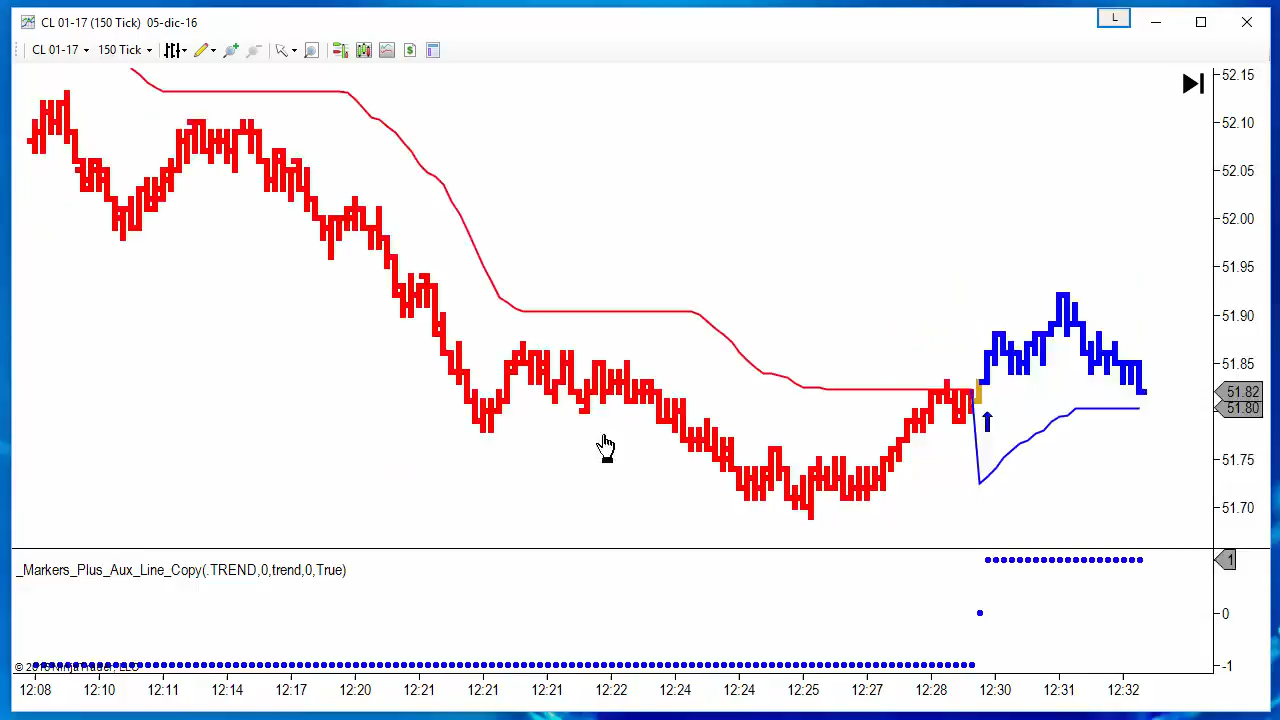 CL 01-17 (150 Tick) 05-dic-16
L
CL 01-17 150 Tick
52.15
52.10
52.05
52.00
51.95
51.90
51.85
51.82
51.80
51.75
51.70
_Markers_Plus_Aux_Line_Copy(.TREND,0,trend,0,True)
1
0
-1
© 2016 NinjaTrader, LLC
12:08 12:10 12:11 12:14 12:17 12:20 12:21 12:21 12:21 12:22 12:24 12:24 12:25 12:27 12:28 12:30 12:31 12:32